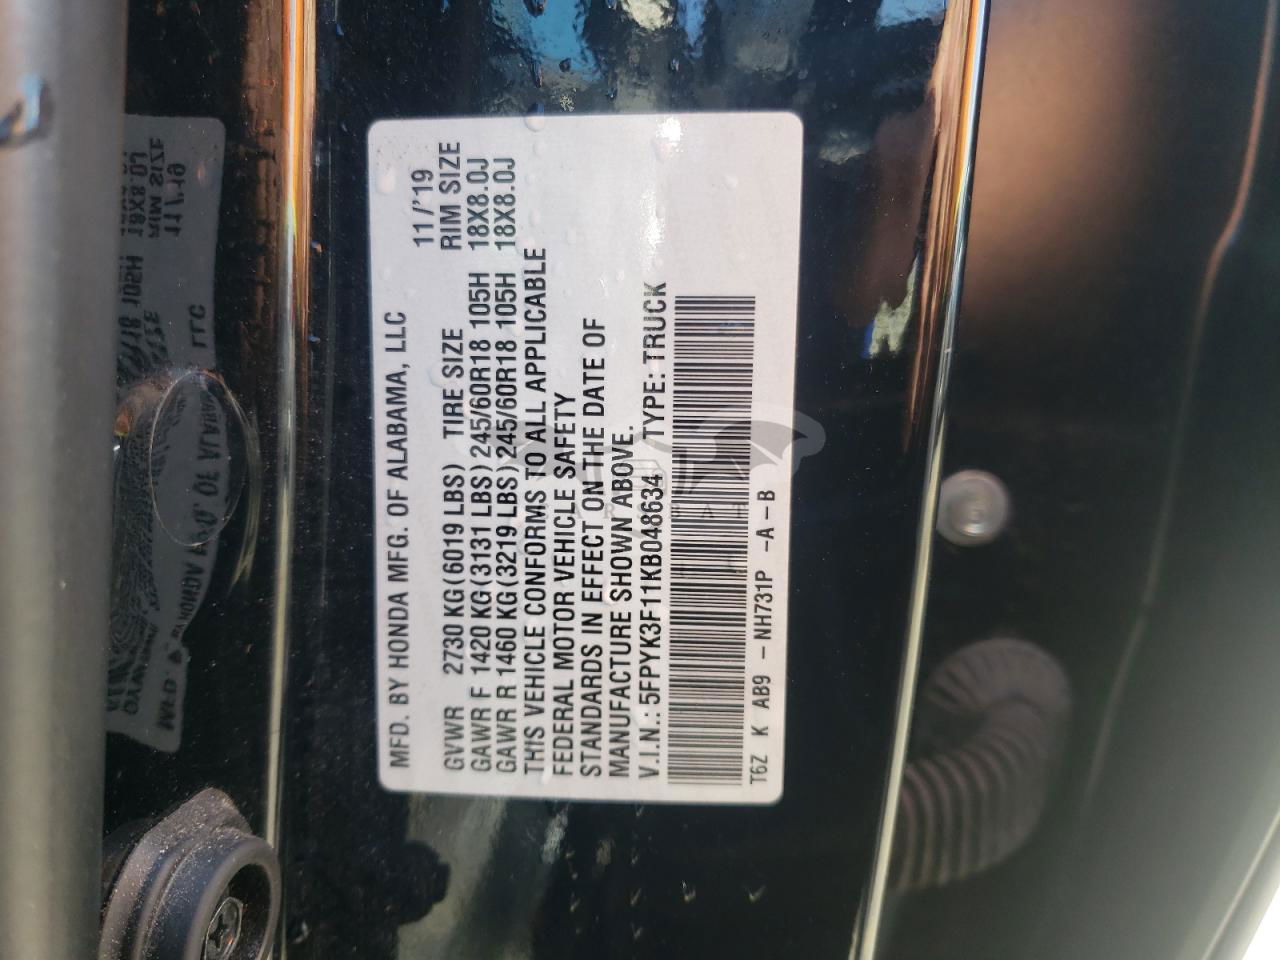 MFD. BY HONDA MFG. OF ALABAMA, LLC 11/'19
GVWR 2730 KG(6019 LBS) TIRE SIZE RIM SIZE
GAWR F 1420 KG(3131 LBS) 245/60R18 105H 18X8.0J
GAWR R 1460 KG(3219 LBS) 245/60R18 105H 18X8.0J
THIS VEHICLE CONFORMS TO ALL APPLICABLE
FEDERAL MOTOR VEHICLE SAFETY
STANDARDS IN EFFECT ON THE DATE OF
MANUFACTURE SHOWN ABOVE.
V.I.N.: 5FPYK3F11KB048634 TYPE: TRUCK
T6Z K AB9 -NH731P -A-B